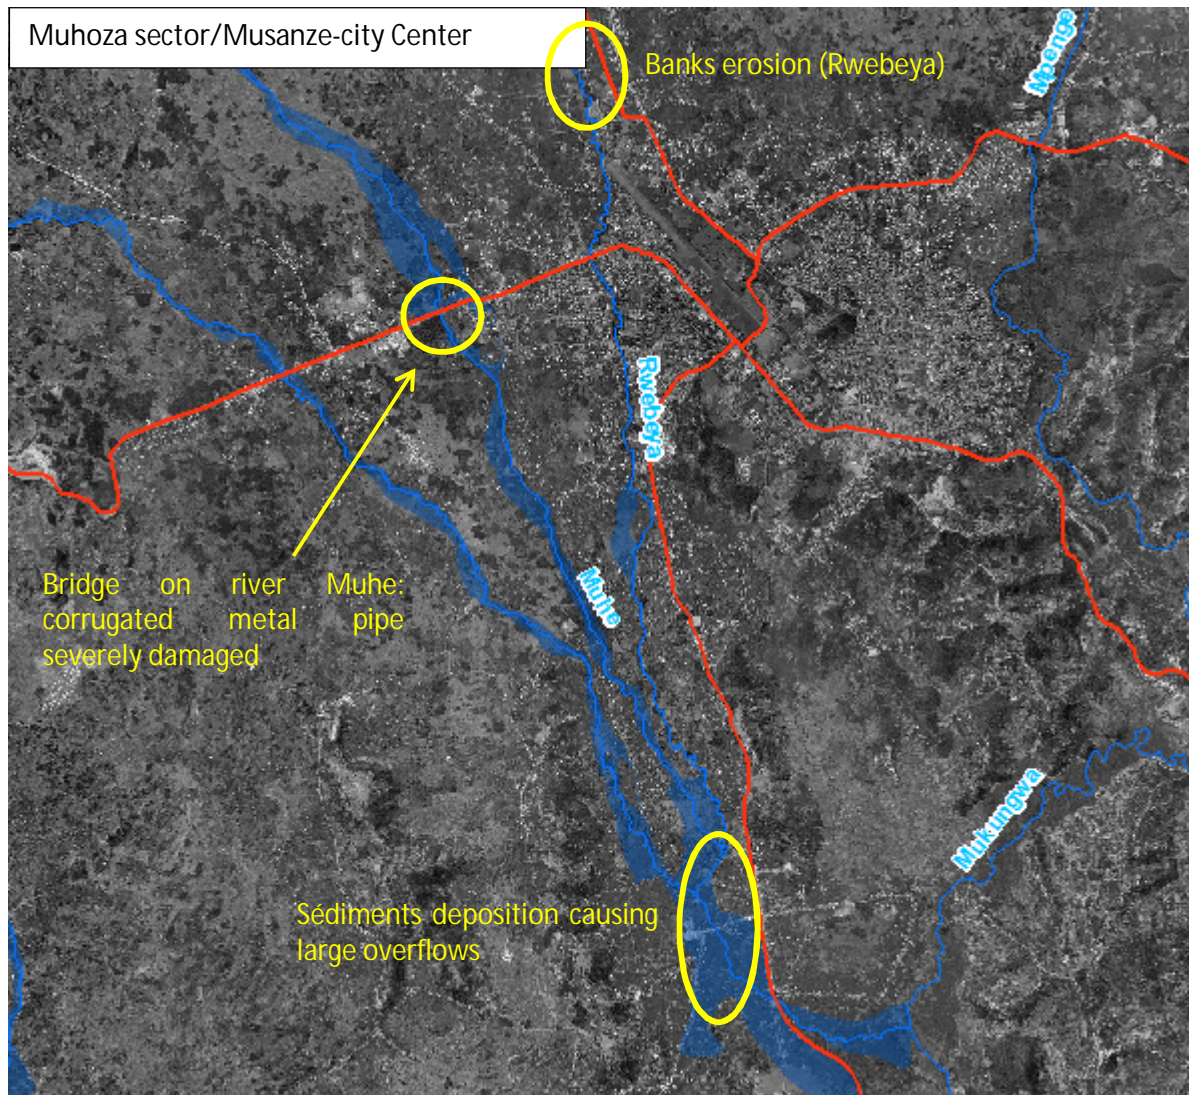 Muhoza sector/Musanze-city Center
Banks erosion (Rwebeya)
Mpenge
Rwebeya
Bridge on river Muhe:
corrugated metal pipe
severely damaged
Muhe
Mukungwa
Sédiments deposition causing
large overflows